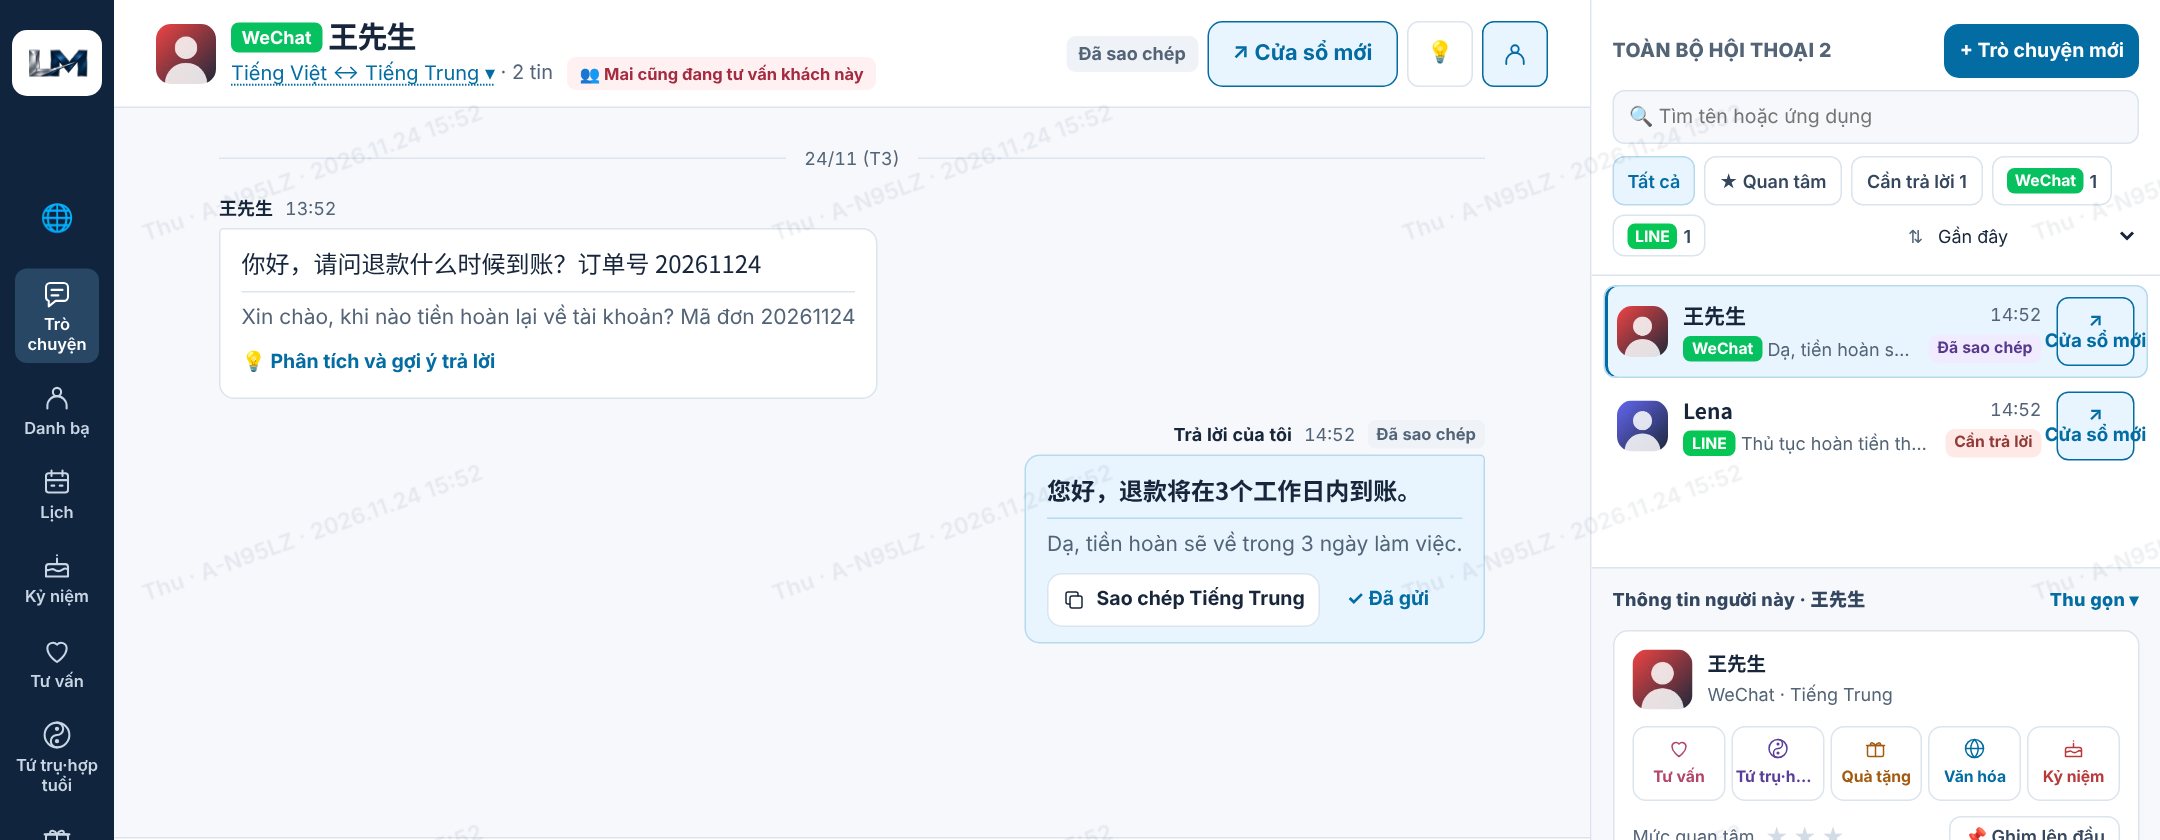 LM
Trò chuyện
Danh bạ
Lịch
Kỷ niệm
Tư vấn
Tứ trụ·hợp tuổi
WeChat 王先生
Tiếng Việt ↔ Tiếng Trung ▾ · 2 tin
👥 Mai cũng đang tư vấn khách này
Đã sao chép
↗ Cửa sổ mới
24/11 (T3)
王先生 13:52
你好，请问退款什么时候到账？订单号 20261124
Xin chào, khi nào tiền hoàn lại về tài khoản? Mã đơn 20261124
💡 Phân tích và gợi ý trả lời
Trả lời của tôi 14:52 Đã sao chép
您好，退款将在3个工作日内到账。
Dạ, tiền hoàn sẽ về trong 3 ngày làm việc.
Sao chép Tiếng Trung ✓ Đã gửi
TOÀN BỘ HỘI THOẠI 2
+ Trò chuyện mới
🔍 Tìm tên hoặc ứng dụng
Tất cả ★ Quan tâm Cần trả lời 1 WeChat 1
LINE 1 ⇅ Gần đây
王先生 14:52
WeChat Dạ, tiền hoàn s... Đã sao chép
↗ Cửa sổ mới
Lena 14:52
LINE Thủ tục hoàn tiền th... Cần trả lời
↗ Cửa sổ mới
Thông tin người này · 王先生 Thu gọn ▾
王先生
WeChat · Tiếng Trung
Tư vấn Tứ trụ·h... Quà tặng Văn hóa Kỷ niệm
Mức quan tâm ★ ★ ★ 📌 Ghim lên đầu
Thu · A-N95LZ · 2026.11.24 15:52